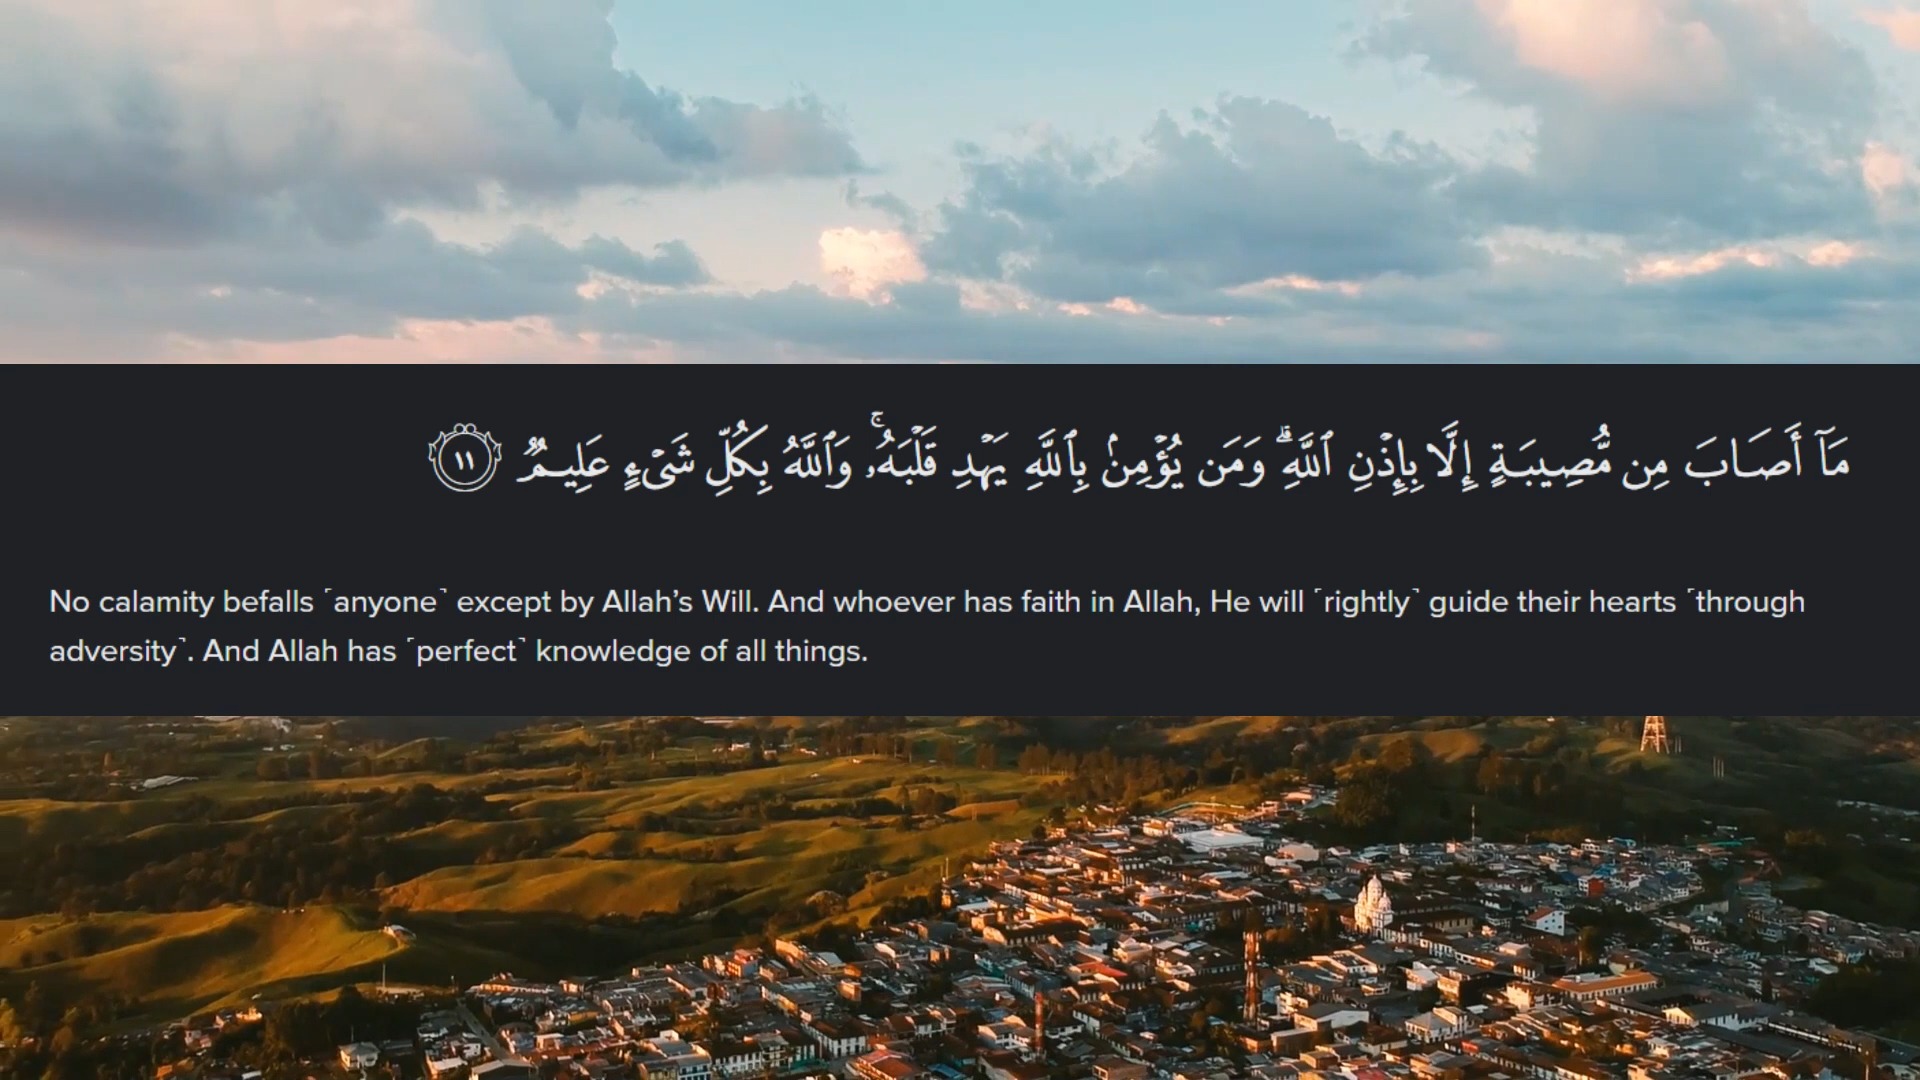 مَآ أَصَابَ مِن مُّصِيبَةٍ إِلَّا بِإِذْنِ ٱللَّهِ ۗ وَمَن يُؤْمِنۢ بِٱللَّهِ يَهْدِ قَلْبَهُۥ ۚ وَٱللَّهُ بِكُلِّ شَىْءٍ عَلِيمٌۭ ١١
No calamity befalls ˹anyone˺ except by Allah’s Will. And whoever has faith in Allah, He will ˹rightly˺ guide their hearts ˹through
adversity˺. And Allah has ˹perfect˺ knowledge of all things.